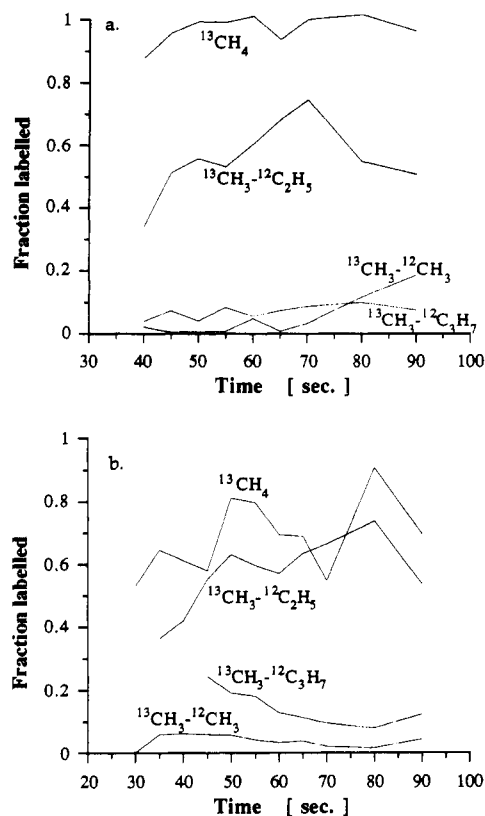 a.
¹³CH₄
¹³CH₃-¹²C₂H₅
¹³CH₃-¹²CH₃
¹³CH₃-¹²C₃H₇
Fraction labelled
1
0.8
0.6
0.4
0.2
0
30 40 50 60 70 80 90 100
Time [ sec. ]
b.
¹³CH₄
¹³CH₃-¹²C₂H₅
¹³CH₃-¹²C₃H₇
¹³CH₃-¹²CH₃
Fraction labelled
1
0.8
0.6
0.4
0.2
0
20 30 40 50 60 70 80 90 100
Time [ sec. ]